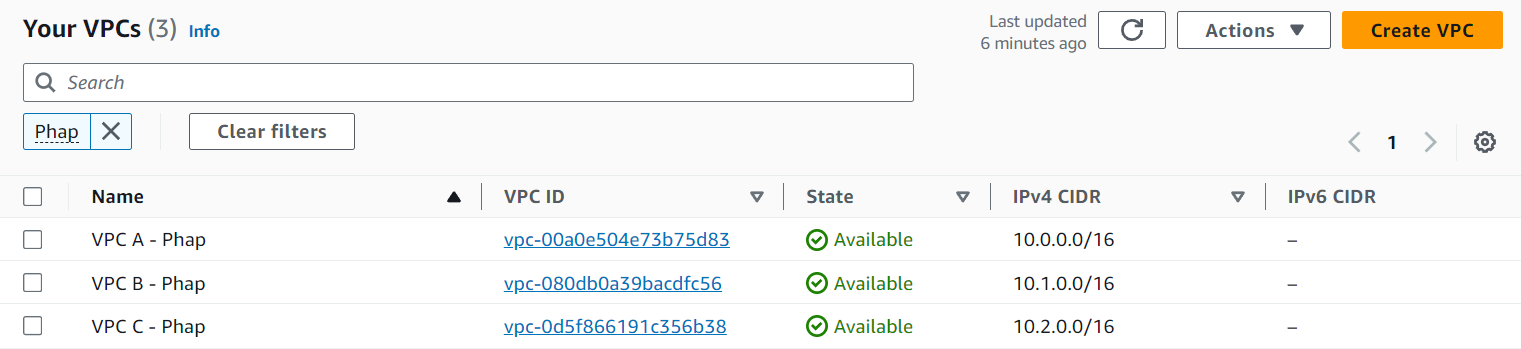 Your VPCs (3) Info
Last updated
6 minutes ago
Actions
Create VPC
Search
Phap
Clear filters
1
Name VPC ID State IPv4 CIDR IPv6 CIDR
VPC A - Phap vpc-00a0e504e73b75d83 Available 10.0.0.0/16 –
VPC B - Phap vpc-080db0a39bacdfc56 Available 10.1.0.0/16 –
VPC C - Phap vpc-0d5f866191c356b38 Available 10.2.0.0/16 –